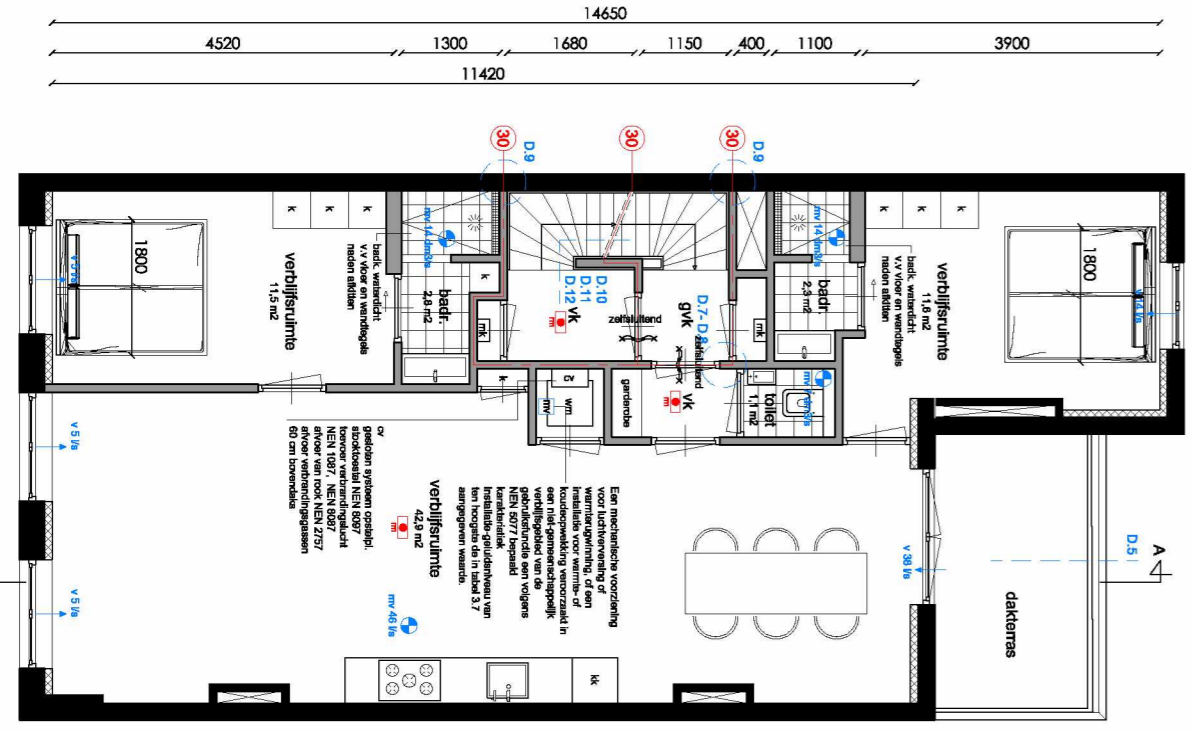 14650
4520
1300
1680
1150
400
1100
3900
11420
30
30
30
D.9
D.9
k
k
k
mv 14 dm3/s
mv 14 dm3/s
k
k
k
1800
1800
v 5 l/s
verblijfsruimte
11,5 m2
badk. waterdicht
v.v vloer en wandtegels
naden afkitten
badr.
2,8 m2
k
mk
D.10
D.11
D.12
vk
rm
zelfsluitend
gvk
D.7- D.8
zelfsluitend
mk
badr.
2,3 m2
badk. waterdicht
v.v vloer en wandtegels
naden afkitten
verblijfsruimte
11,6 m2
k
cv
wm
mv
garderobe
vk
rm
toilet
1,1 m2
v 5 l/s
cv
gesloten systeem opstelpl.
stooktoestel NEN 8097
toevoer verbrandingslucht
NEN 1087, NEN 8087
afvoer van rook NEN 2757
afvoer verbrandingsgassen
60 cm bovendaks
verblijfsruimte
42,9 m2
rm
Een mechanische voorziening
voor luchtverversing of
warmterugwinning, of een
installatie voor warmte- of
koudeopwekking veroorzaakt in
een niet-gemeenschappelijk
verblijfsgebied van de
gebruiksfunctie een volgens
NEN 5077 bepaald
karakteristiek
installatie-geluidsniveau van
ten hoogste de in tabel 3.7
aangegeven waarde.
v 38 l/s
D.5
A
dakterras
v 5 l/s
mv 46 l/s
kk